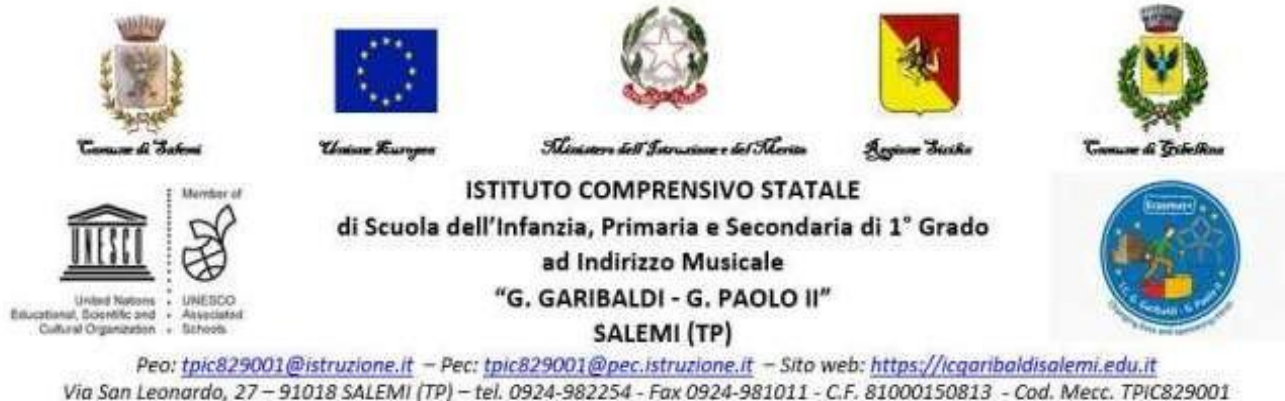 Comune di Salemi
Unione Europea
Ministero dell'Istruzione e del Merito
Regione Sicilia
Comune di Gibellina
UNESCO
United Nations
Educational, Scientific and
Cultural Organization
Member of
UNESCO
Associated
Schools
ISTITUTO COMPRENSIVO STATALE
di Scuola dell'Infanzia, Primaria e Secondaria di 1° Grado
ad Indirizzo Musicale
"G. GARIBALDI - G. PAOLO II"
SALEMI (TP)
Erasmus+
I.C. G. Garibaldi - G. Paolo II
Peo: tpic829001@istruzione.it – Pec: tpic829001@pec.istruzione.it – Sito web: https://icgaribaldisalemi.edu.it
Via San Leonardo, 27 – 91018 SALEMI (TP) – tel. 0924-982254 - Fax 0924-981011 - C.F. 81000150813 - Cod. Mecc. TPIC829001